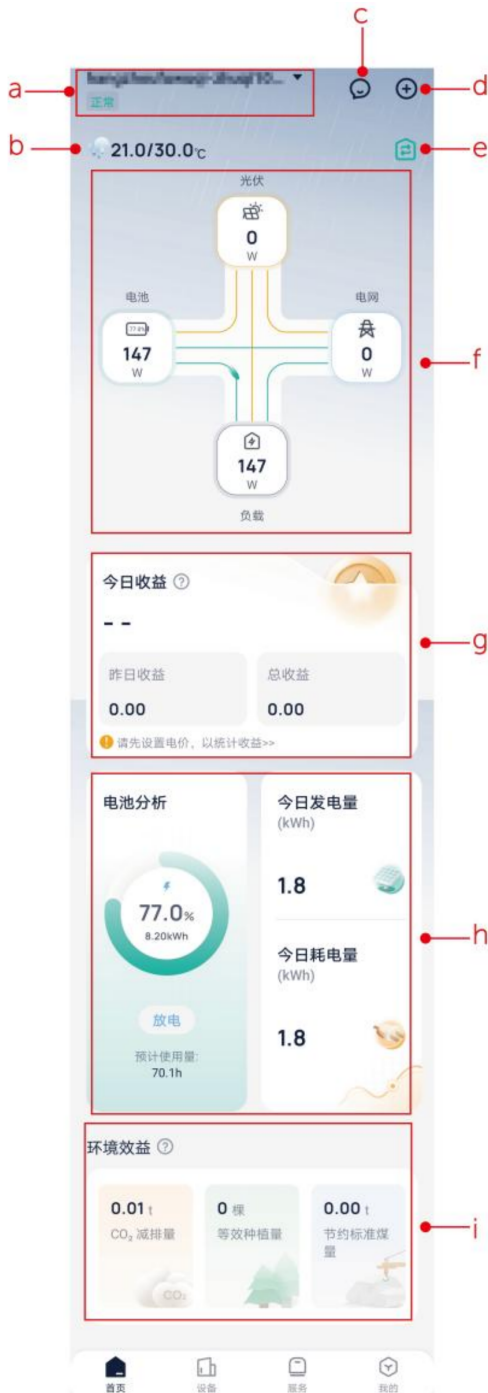 c
a
正常
d
b
21.0/30.0℃
e
光伏
0
W
电池
电网
77.0%
147
W
0
W
f
147
W
负载
今日收益 ?
- -
g
昨日收益
总收益
0.00
0.00
! 请先设置电价，以统计收益>>
电池分析
今日发电量
(kWh)
77.0%
8.20kWh
1.8
h
今日耗电量
(kWh)
放电
预计使用量:
70.1h
1.8
环境效益 ?
0.01 t
0 棵
0.00 t
CO₂ 减排量
等效种植量
节约标准煤
量
i
CO₂
首页
设备
服务
我的